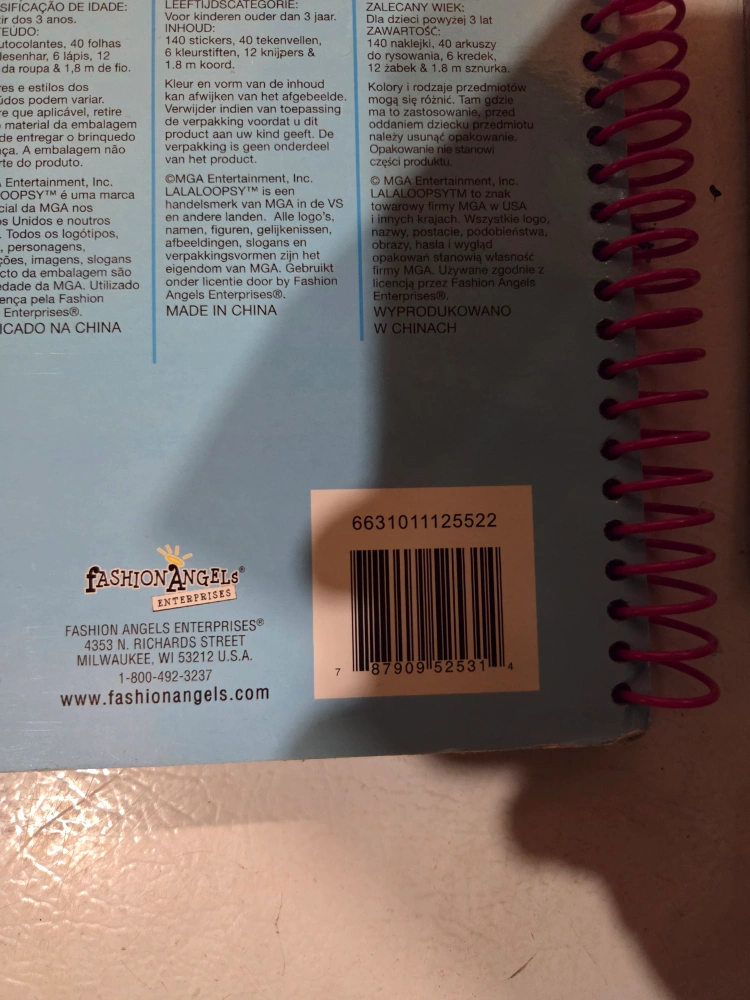 SIFICAÇÃO DE IDADE:
tir dos 3 anos.
TEUDO:
utocolantes, 40 folhas
desenhar, 6 lápis, 12
da roupa & 1,8 m de fio.
res e estilos dos
údos podem variar.
re que aplicável, retire
material da embalagem
de entregar o brinquedo
nça. A embalagem não
rte do produto.
A Entertainment, Inc.
OOPSY™ é uma marca
cial da MGA nos
os Unidos e noutros
. Todos os logótipos,
, personagens,
ções, imagens, slogans
cto da embalagem são
edade da MGA. Utilizado
ença pela Fashion
Enterprises®.
ICADO NA CHINA
LEEFTIJDSCATEGORIE:
Voor kinderen ouder dan 3 jaar.
INHOUD:
140 stickers, 40 tekenvellen,
6 kleurstiften, 12 knijpers &
1.8 m koord.
Kleur en vorm van de inhoud
kan afwijken van het afgebeelde.
Verwijder indien van toepassing
de verpakking voordat u dit
product aan uw kind geeft. De
verpakking is geen onderdeel
van het product.
©MGA Entertainment, Inc.
LALALOOPSY™ is een
handelsmerk van MGA in de VS
en andere landen. Alle logo's,
namen, figuren, gelijkenissen,
afbeeldingen, slogans en
verpakkingsvormen zijn het
eigendom van MGA. Gebruikt
onder licentie door by Fashion
Angels Enterprises®.
MADE IN CHINA
ZALECANY WIEK:
Dla dzieci powyżej 3 lat
ZAWARTOŚĆ:
140 naklejki, 40 arkuszy
do rysowania, 6 kredek,
12 żabek & 1.8 m sznurka.
Kolory i rodzaje przedmiotów
mogą się różnić. Tam gdzie
ma to zastosowanie, przed
oddaniem dziecku przedmiotu
należy usunąć opakowanie.
Opakowanie nie stanowi
części produktu.
© MGA Entertainment, Inc.
LALALOOPSYTM to znak
towarowy firmy MGA w USA
i innych krajach. Wszystkie logo,
nazwy, postacie, podobieństwa,
obrazy, hasła i wygląd
opakowań stanowią własność
firmy MGA. Używane zgodnie z
licencją przez Fashion Angels
Enterprises®.
WYPRODUKOWANO
W CHINACH
FASHION ANGELS®
ENTERPRISES
FASHION ANGELS ENTERPRISES®
4353 N. RICHARDS STREET
MILWAUKEE, WI 53212 U.S.A.
1-800-492-3237
www.fashionangels.com
6631011125522
7 87909 52531 4